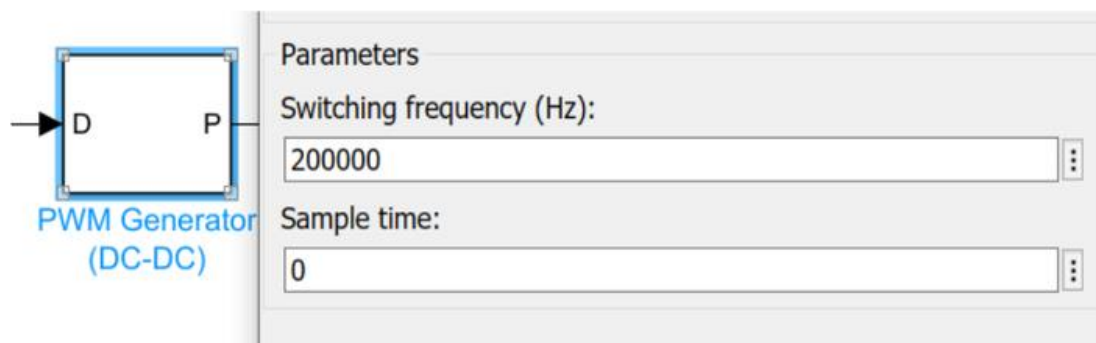 D
P
PWM Generator
(DC-DC)
Parameters
Switching frequency (Hz):
200000
Sample time:
0